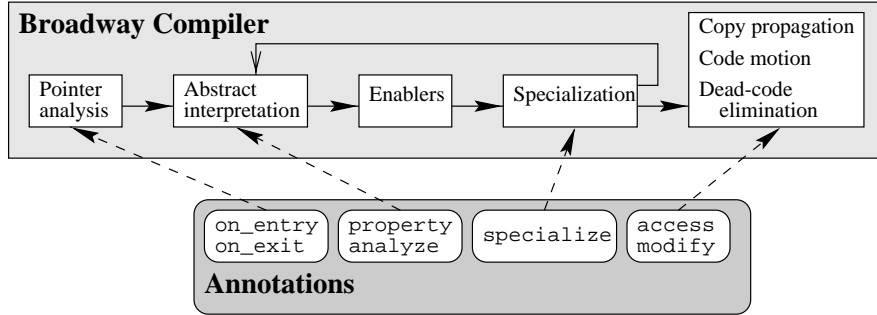 Broadway Compiler
Pointer
analysis
Abstract
interpretation
Enablers
Specialization
Copy propagation
Code motion
Dead-code
elimination
on_entry
on_exit
property
analyze
specialize
access
modify
Annotations